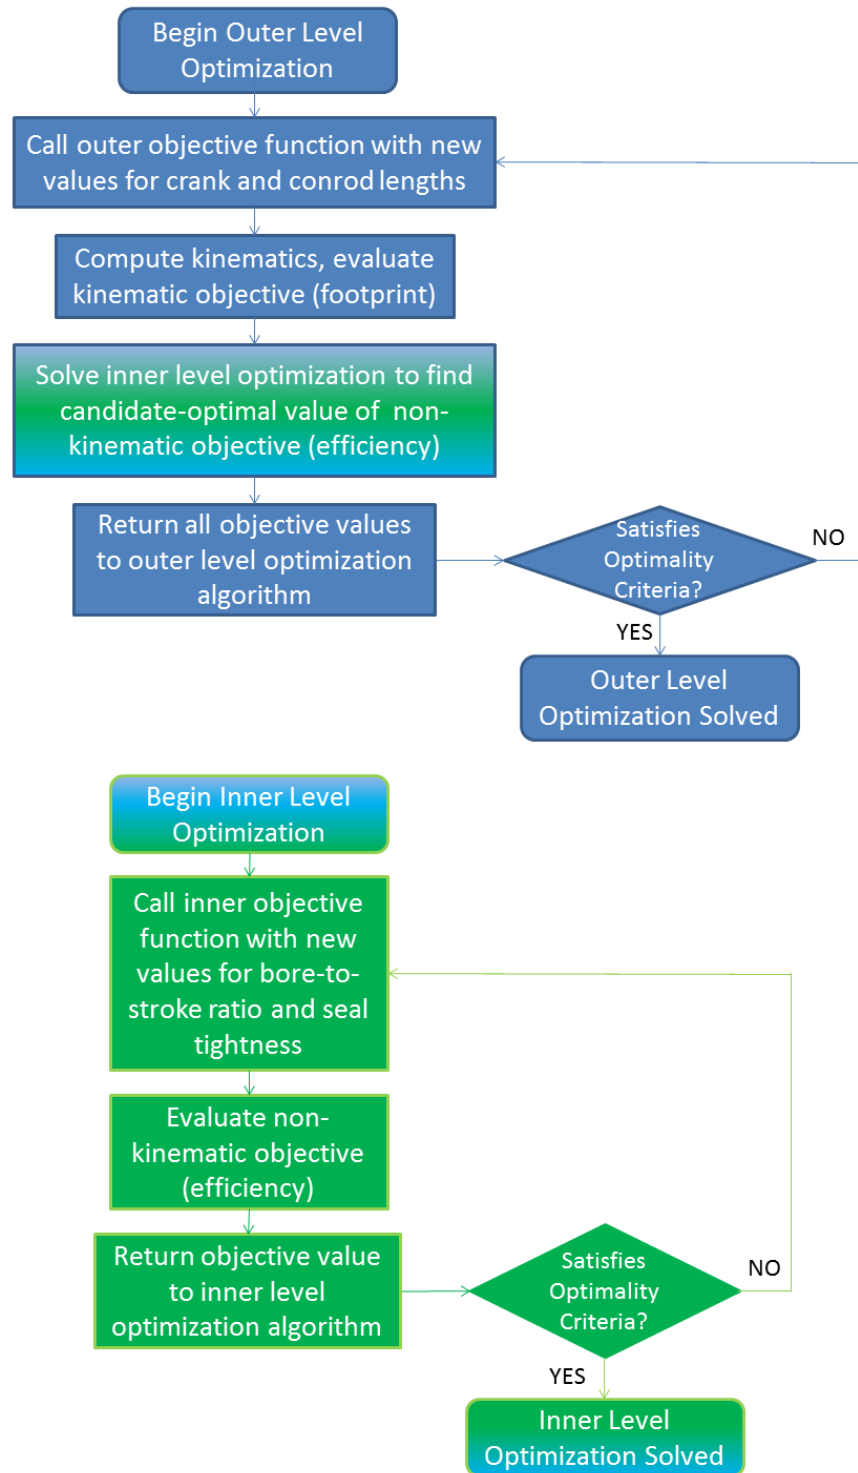 Begin Outer Level
Optimization
Call outer objective function with new
values for crank and conrod lengths
Compute kinematics, evaluate
kinematic objective (footprint)
Solve inner level optimization to find
candidate-optimal value of non-
kinematic objective (efficiency)
Return all objective values
to outer level optimization
algorithm
Satisfies
Optimality
Criteria?
NO
YES
Outer Level
Optimization Solved
Begin Inner Level
Optimization
Call inner objective
function with new
values for bore-to-
stroke ratio and seal
tightness
Evaluate non-
kinematic objective
(efficiency)
Return objective value
to inner level
optimization algorithm
Satisfies
Optimality
Criteria?
NO
YES
Inner Level
Optimization Solved